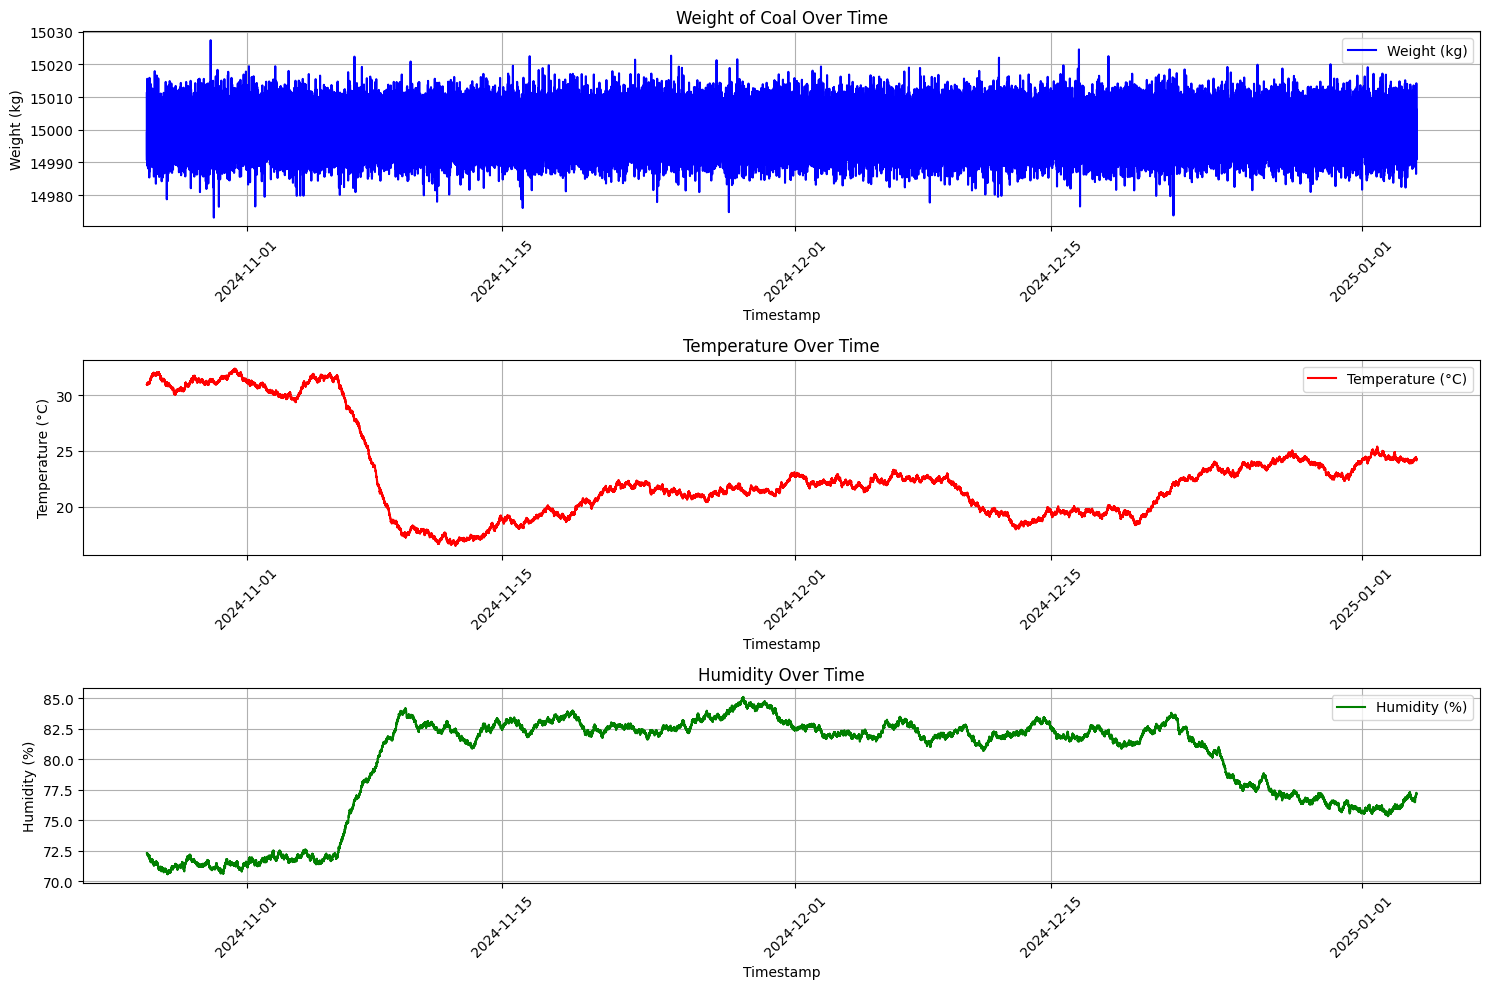 Weight of Coal Over Time
Weight (kg)
15030
15020
15010
15000
14990
14980
Weight (kg)
2024-11-01
2024-11-15
2024-12-01
2024-12-15
2025-01-01
Timestamp
Temperature Over Time
Temperature (°C)
30
25
20
Temperature (°C)
2024-11-01
2024-11-15
2024-12-01
2024-12-15
2025-01-01
Timestamp
Humidity Over Time
Humidity (%)
85.0
82.5
80.0
77.5
75.0
72.5
70.0
Humidity (%)
2024-11-01
2024-11-15
2024-12-01
2024-12-15
2025-01-01
Timestamp